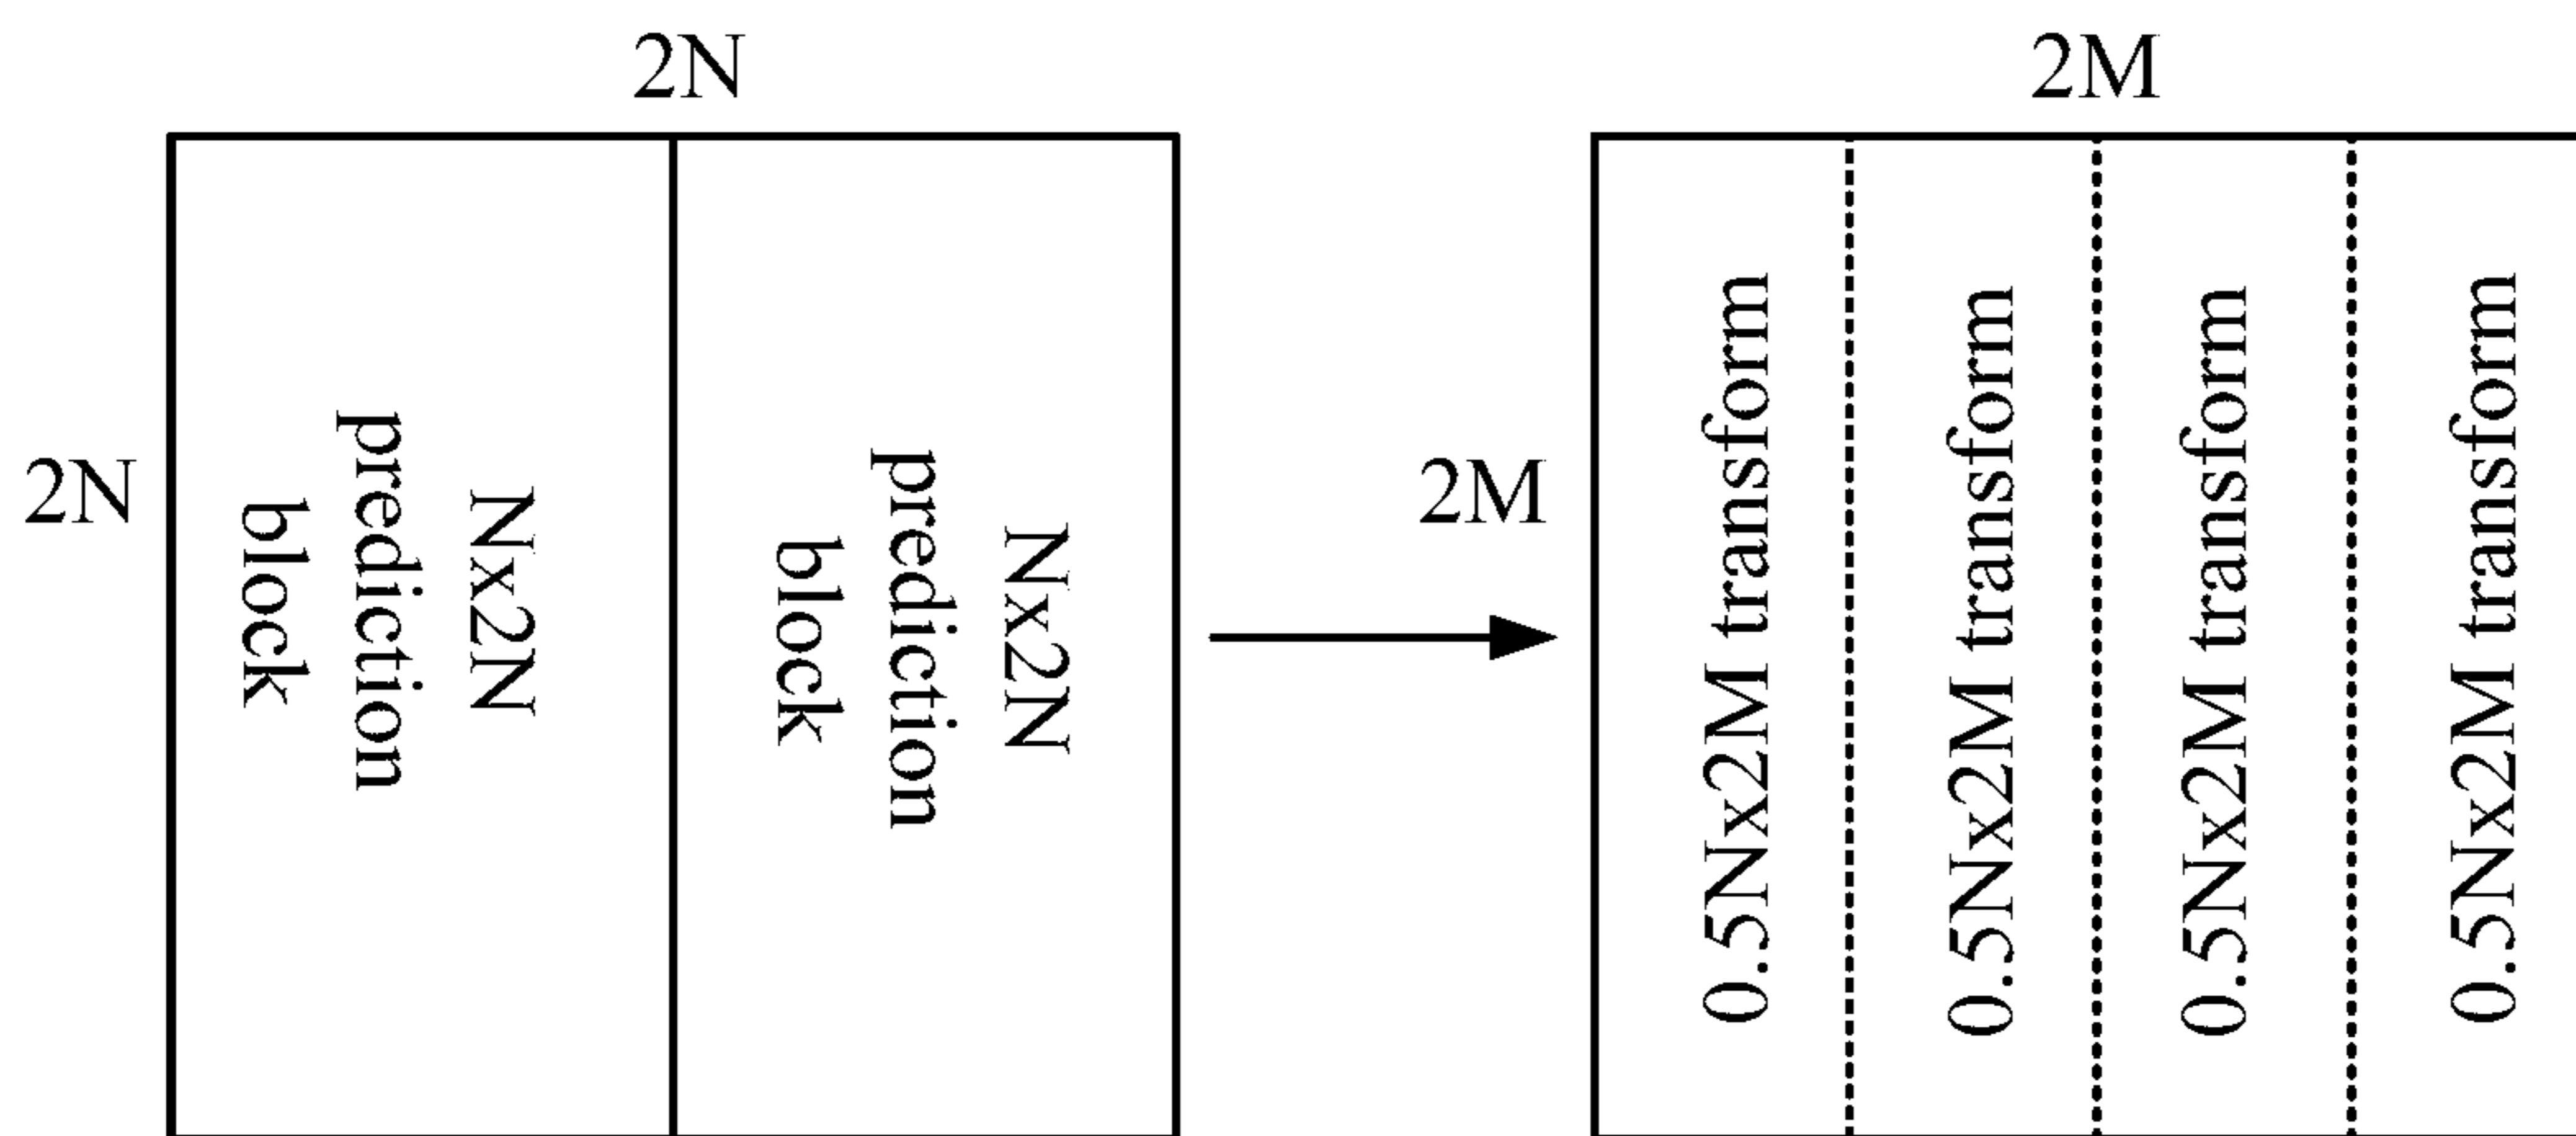 2N
2N
Nx2N
prediction
block
Nx2N
prediction
block
2M
2M
0.5Nx2M transform
0.5Nx2M transform
0.5Nx2M transform
0.5Nx2M transform